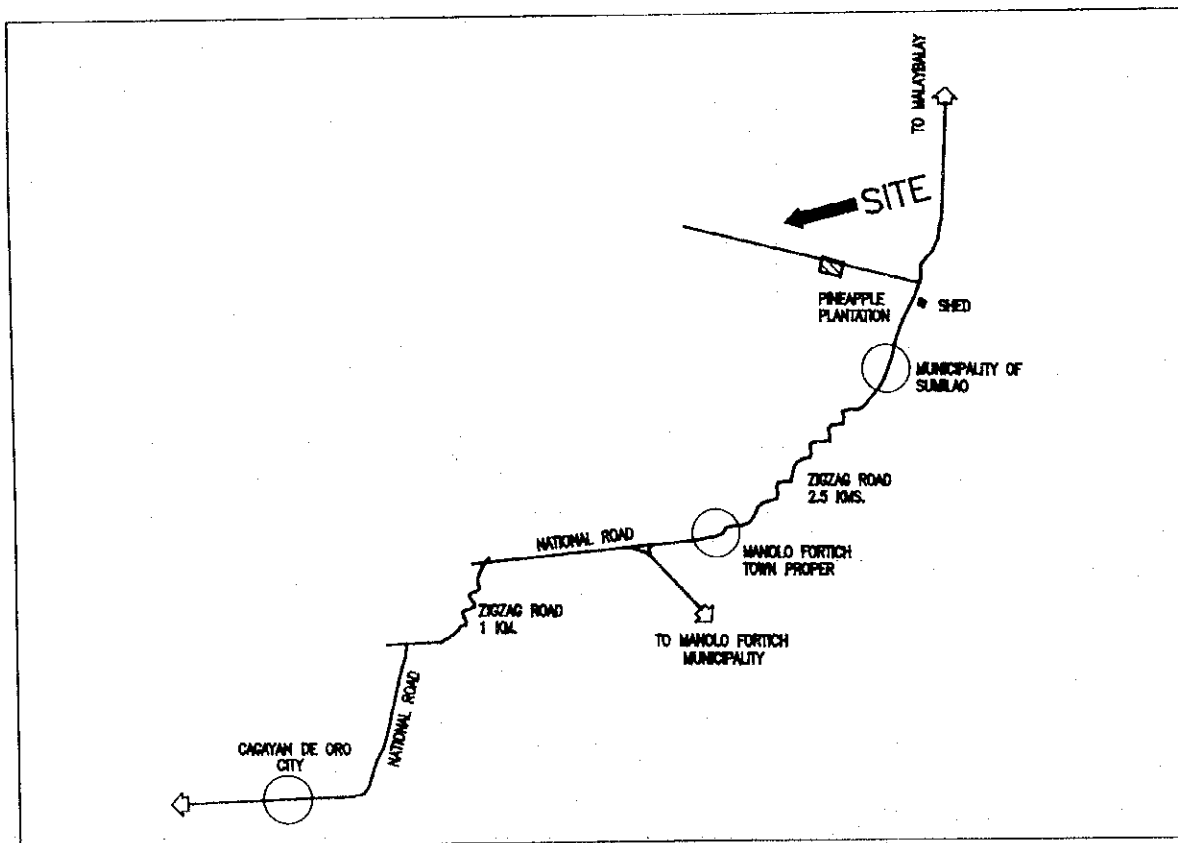 TO MALAYBALAY
SITE
PINEAPPLE
PLANTATION
SHED
MUNICIPALITY OF
SUMILAO
ZIGZAG ROAD
2.5 KMS.
NATIONAL ROAD
MANOLO FORTICH
TOWN PROPER
ZIGZAG ROAD
1 KM.
TO MANOLO FORTICH
MUNICIPALITY
NATIONAL ROAD
CAGAYAN DE ORO
CITY